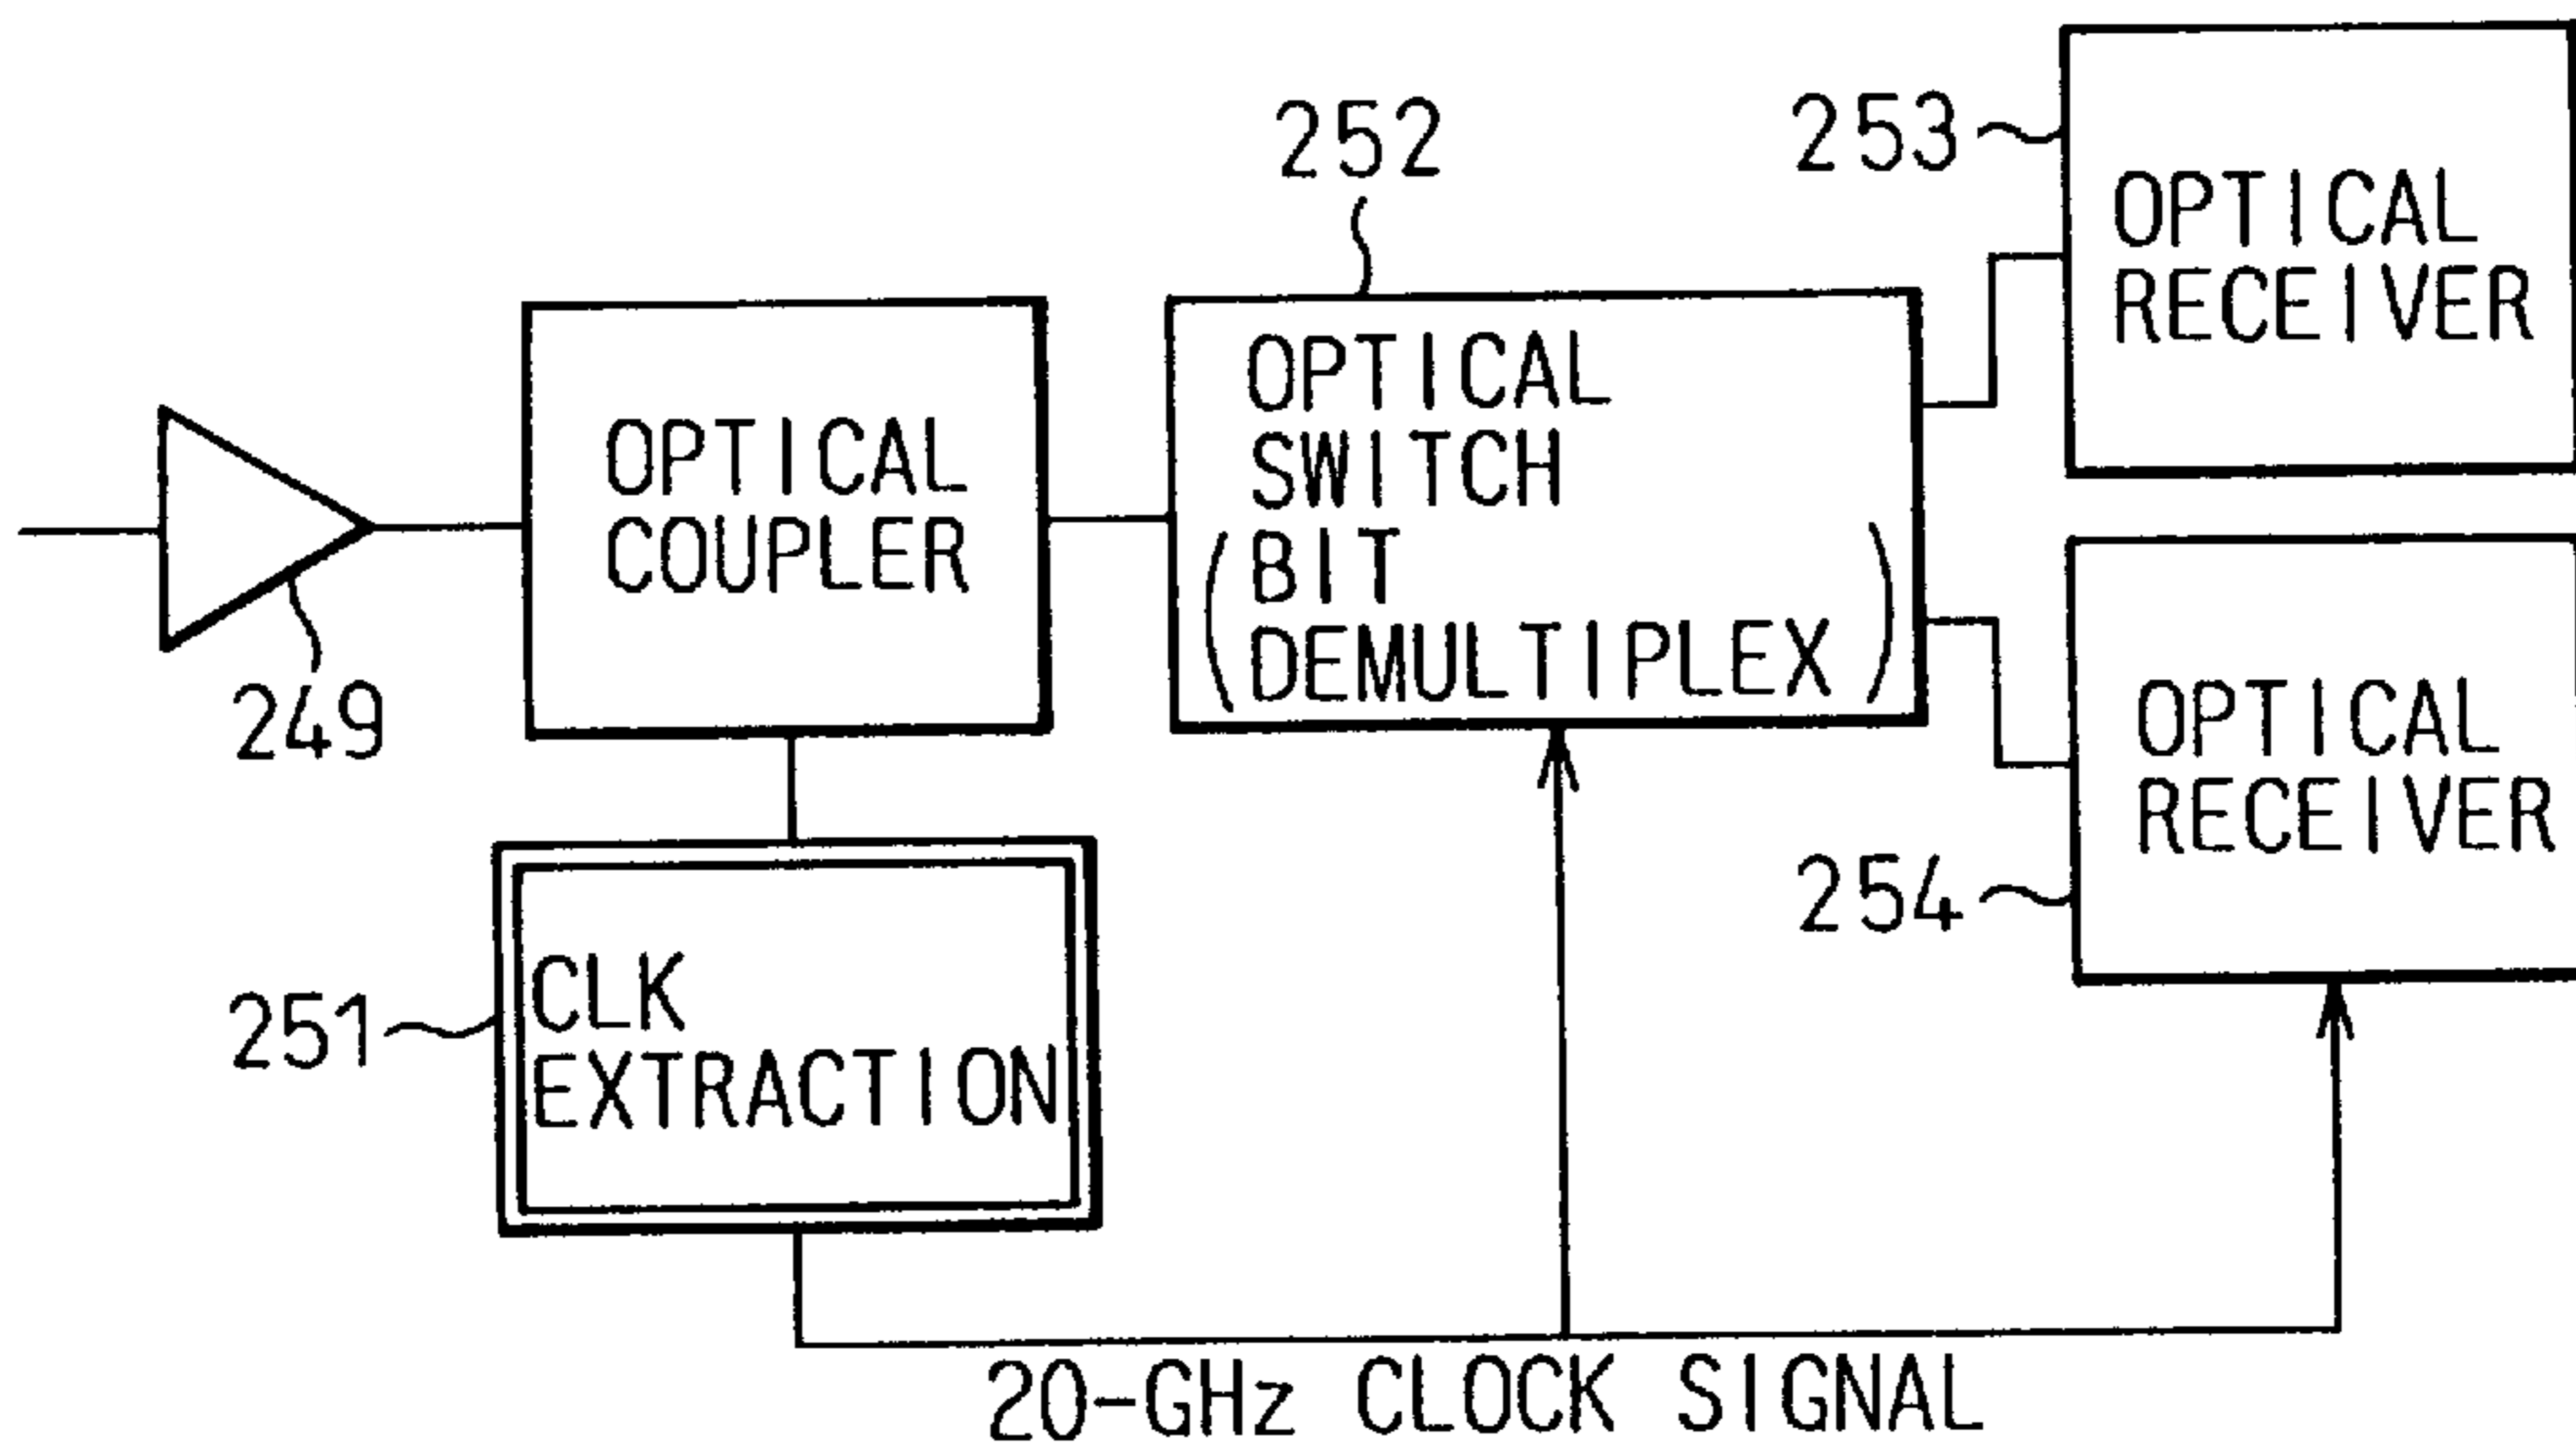 252
253
OPTICAL
RECEIVER
OPTICAL
COUPLER
OPTICAL
SWITCH
(BIT
DEMULTIPLEX)
249
OPTICAL
RECEIVER
254
251
CLK
EXTRACTION
20-GHz CLOCK SIGNAL